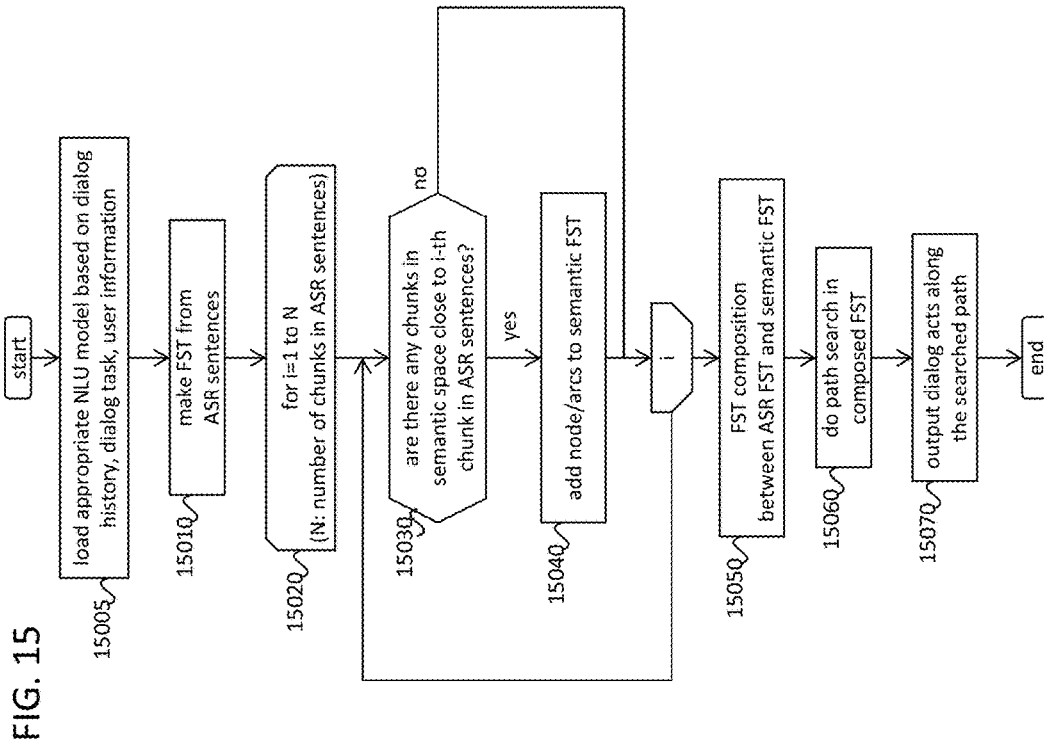 FIG. 15
start
load appropriate NLU model based on dialog
history, dialog task, user information
15005
make FST from
ASR sentences
15010
for i=1 to N
(N: number of chunks in ASR sentences)
15020
are there any chunks in
semantic space close to i-th
chunk in ASR sentences?
15030
no
yes
add node/arcs to semantic FST
15040
i
FST composition
between ASR FST and semantic FST
15050
do path search in
composed FST
15060
output dialog acts along
the searched path
15070
end